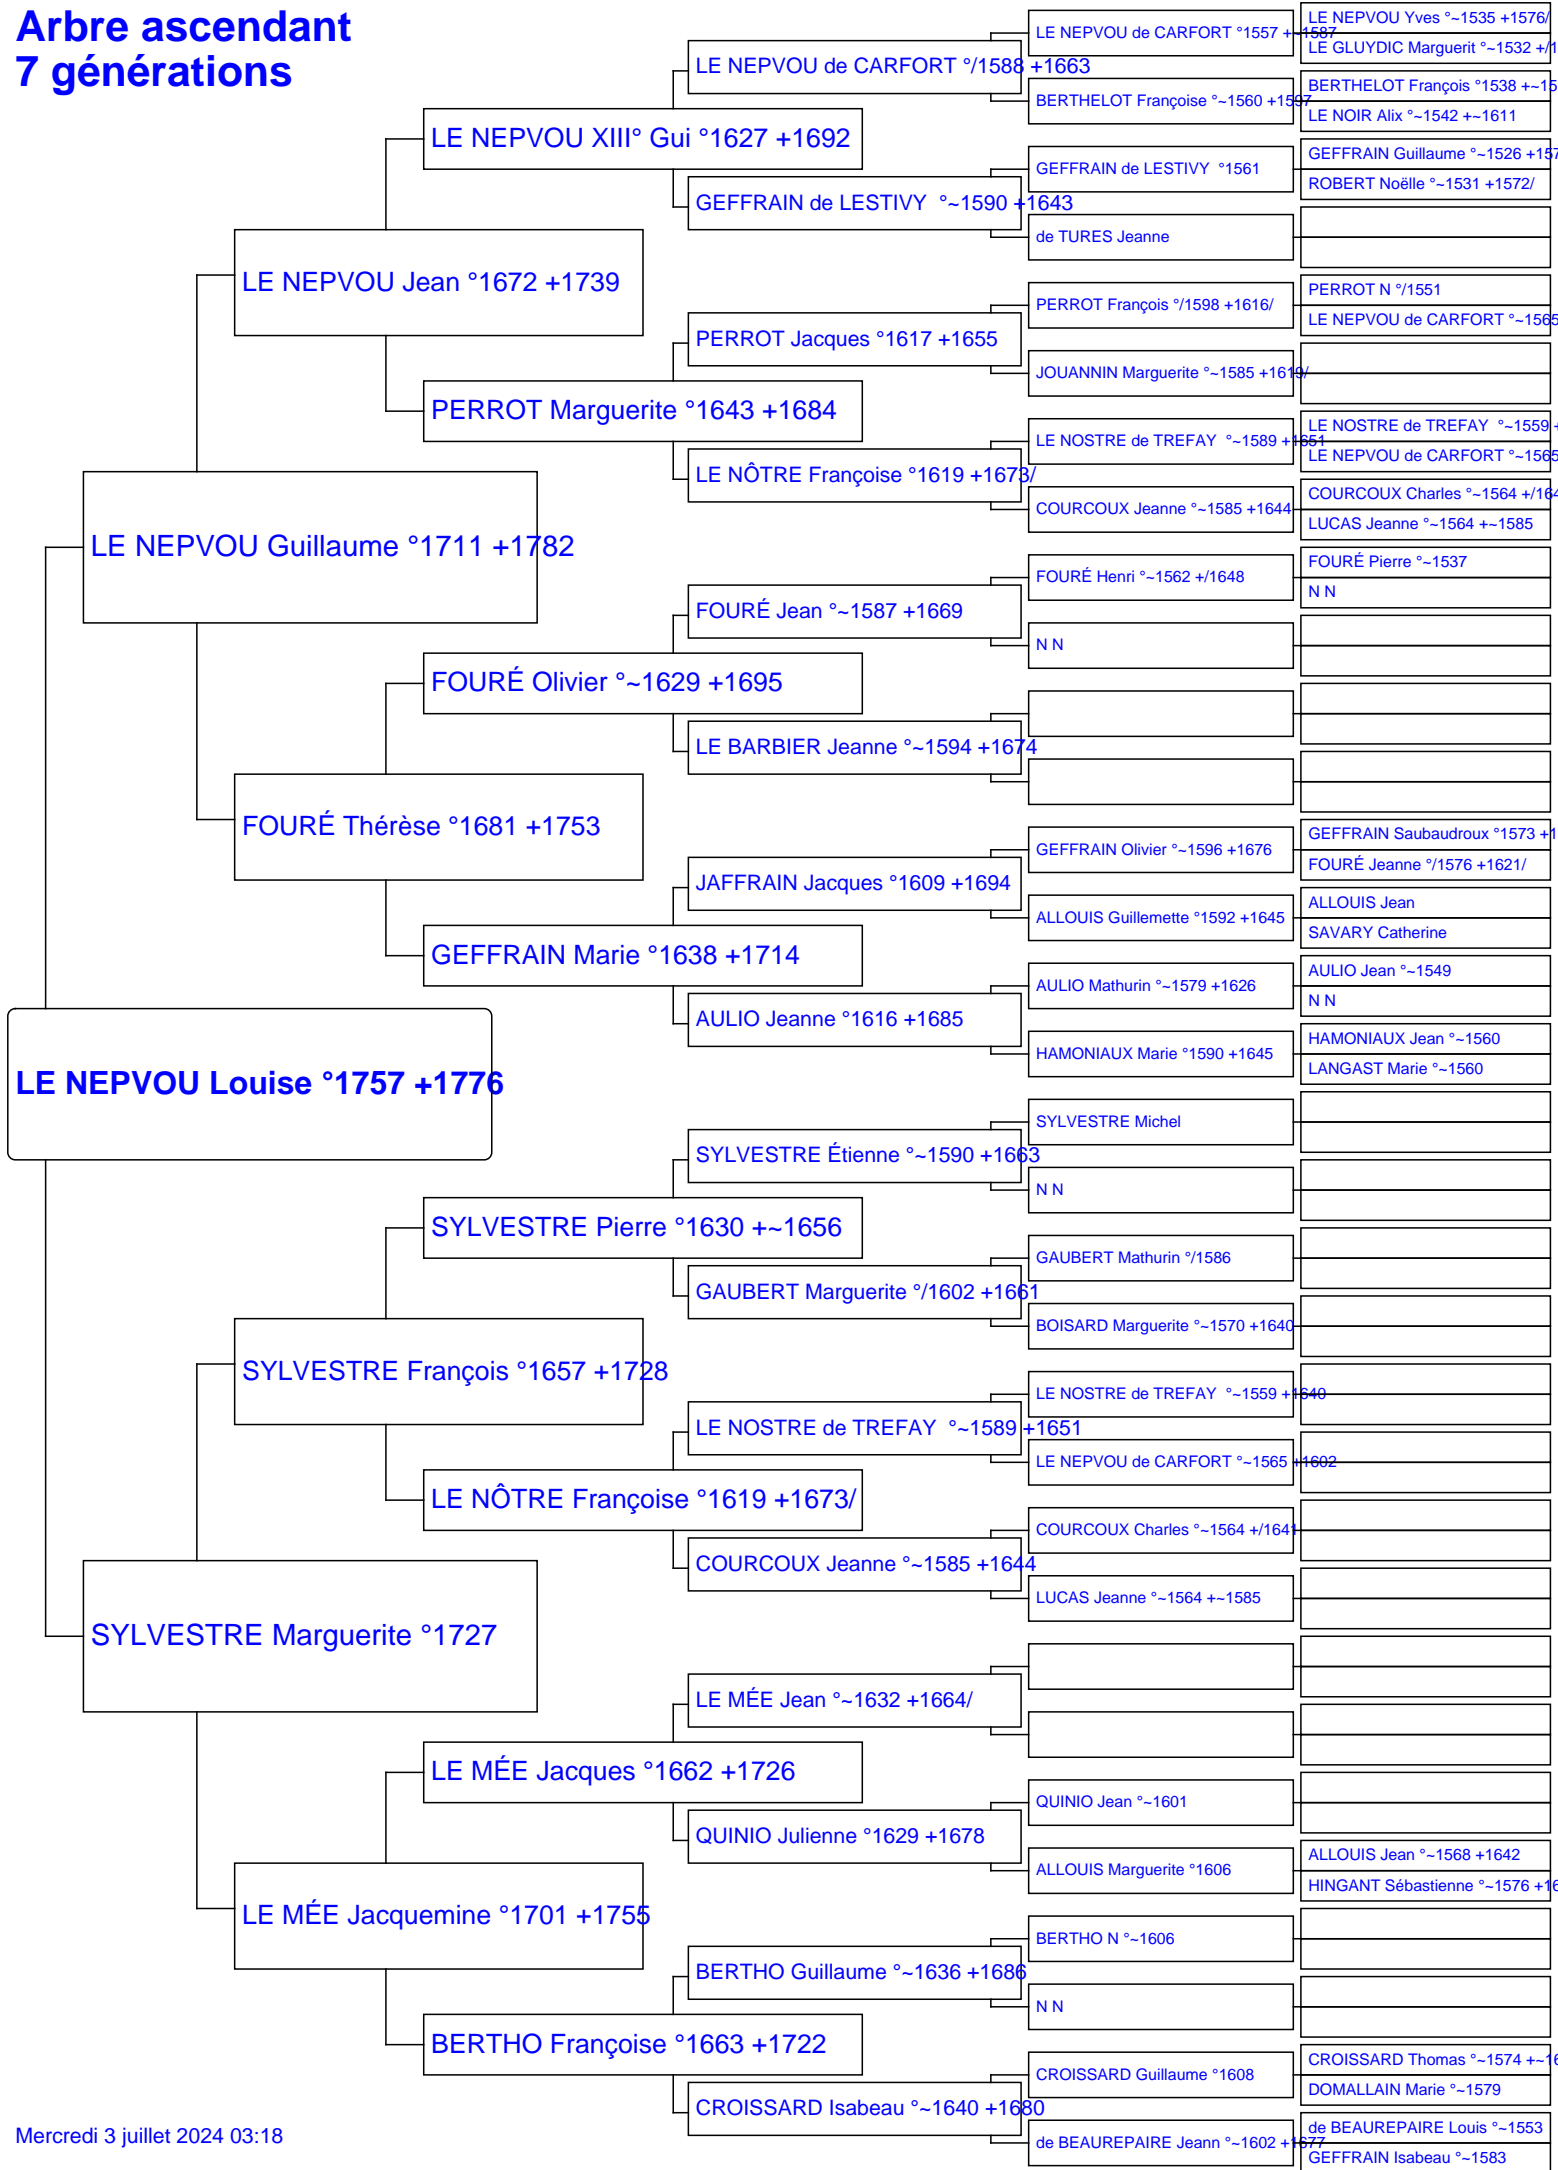 Arbre ascendant
7 générations
LE NEPVOU Louise °1757 +1776
LE NEPVOU Guillaume °1711 +1782
SYLVESTRE Marguerite °1727
LE NEPVOU Jean °1672 +1739
FOURÉ Thérèse °1681 +1753
SYLVESTRE François °1657 +1728
LE MÉE Jacquemine °1701 +1755
LE NEPVOU XIII° Gui °1627 +1692
PERROT Marguerite °1643 +1684
FOURÉ Olivier °~1629 +1695
GEFFRAIN Marie °1638 +1714
SYLVESTRE Pierre °1630 +~1656
LE NÔTRE Françoise °1619 +1673/
LE MÉE Jacques °1662 +1726
BERTHO Françoise °1663 +1722
LE NEPVOU de CARFORT °/1588 +1663
GEFFRAIN de LESTIVY °~1590 +1643
PERROT Jacques °1617 +1655
LE NÔTRE Françoise °1619 +1673/
FOURÉ Jean °~1587 +1669
LE BARBIER Jeanne °~1594 +1674
JAFFRAIN Jacques °1609 +1694
AULIO Jeanne °1616 +1685
SYLVESTRE Étienne °~1590 +1663
GAUBERT Marguerite °/1602 +1661
LE NOSTRE de TREFAY °~1589 +1651
COURCOUX Jeanne °~1585 +1644
LE MÉE Jean °~1632 +1664/
QUINIO Julienne °1629 +1678
BERTHO Guillaume °~1636 +1686
CROISSARD Isabeau °~1640 +1680
LE NEPVOU de CARFORT °1557 +~1587
BERTHELOT Françoise °~1560 +1597
GEFFRAIN de LESTIVY °1561
de TURES Jeanne
PERROT François °/1598 +1616/
JOUANNIN Marguerite °~1585 +1619/
LE NOSTRE de TREFAY °~1589 +1651
COURCOUX Jeanne °~1585 +1644
FOURÉ Henri °~1562 +/1648
N N
GEFFRAIN Olivier °~1596 +1676
ALLOUIS Guillemette °1592 +1645
AULIO Mathurin °~1579 +1626
HAMONIAUX Marie °1590 +1645
SYLVESTRE Michel
N N
GAUBERT Mathurin °/1586
BOISARD Marguerite °~1570 +1640
LE NOSTRE de TREFAY °~1559 +1640
LE NEPVOU de CARFORT °~1565 +1602
COURCOUX Charles °~1564 +/1641
LUCAS Jeanne °~1564 +~1585
QUINIO Jean °~1601
ALLOUIS Marguerite °1606
BERTHO N °~1606
N N
CROISSARD Guillaume °1608
de BEAUREPAIRE Jeann °~1602 +1677
LE NEPVOU Yves °~1535 +1576/
LE GLUYDIC Marguerit °~1532 +/1
BERTHELOT François °1538 +~15
LE NOIR Alix °~1542 +~1611
GEFFRAIN Guillaume °~1526 +157
ROBERT Noëlle °~1531 +1572/
PERROT N °/1551
LE NEPVOU de CARFORT °~1565
LE NOSTRE de TREFAY °~1559 +
LE NEPVOU de CARFORT °~1565
COURCOUX Charles °~1564 +/164
LUCAS Jeanne °~1564 +~1585
FOURÉ Pierre °~1537
N N
GEFFRAIN Saubaudroux °1573 +1
FOURÉ Jeanne °/1576 +1621/
ALLOUIS Jean
SAVARY Catherine
AULIO Jean °~1549
N N
HAMONIAUX Jean °~1560
LANGAST Marie °~1560
ALLOUIS Jean °~1568 +1642
HINGANT Sébastienne °~1576 +16
CROISSARD Thomas °~1574 +~16
DOMALLAIN Marie °~1579
de BEAUREPAIRE Louis °~1553
GEFFRAIN Isabeau °~1583
Mercredi 3 juillet 2024 03:18